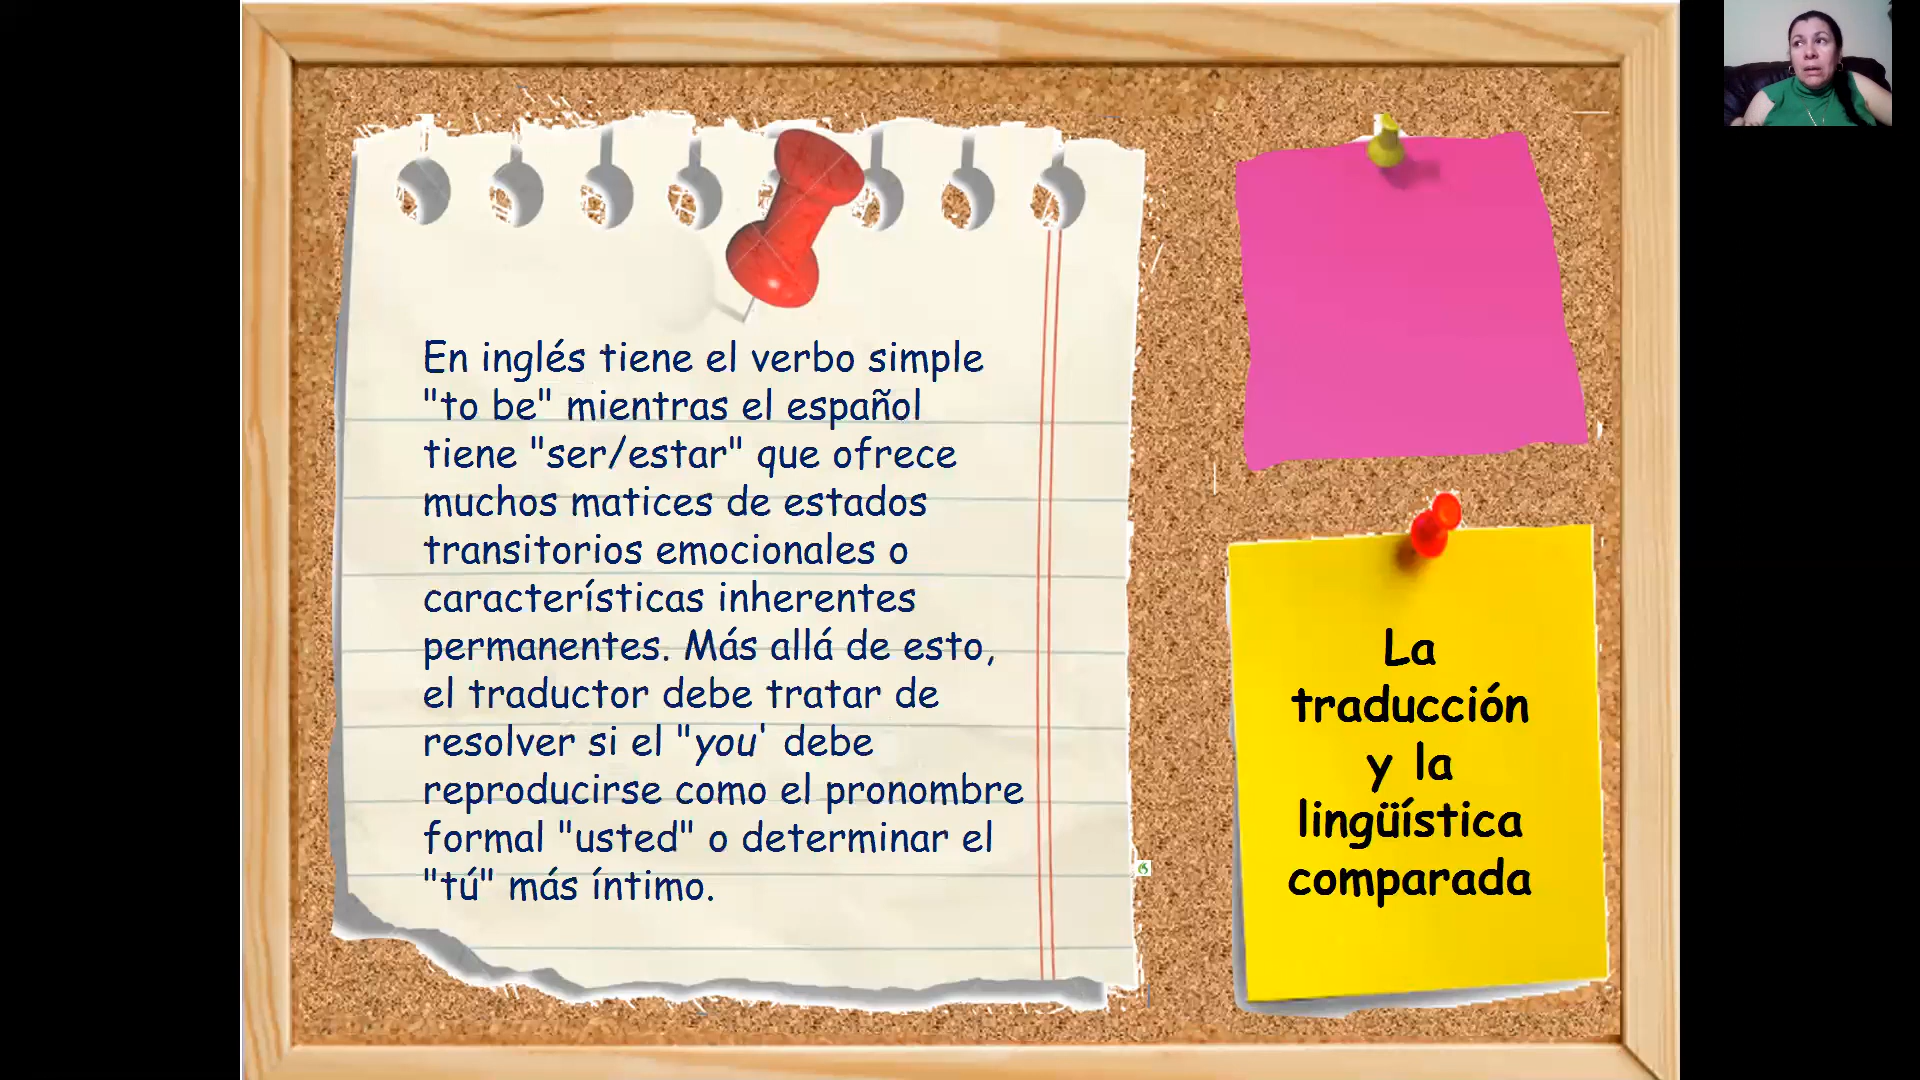 En inglés tiene el verbo simple
"to be" mientras el español
tiene "ser/estar" que ofrece
muchos matices de estados
transitorios emocionales o
características inherentes
permanentes. Más allá de esto,
el traductor debe tratar de
resolver si el "you' debe
reproducirse como el pronombre
formal "usted" o determinar el
"tú" más íntimo.
La
traducción
y la
lingüística
comparada